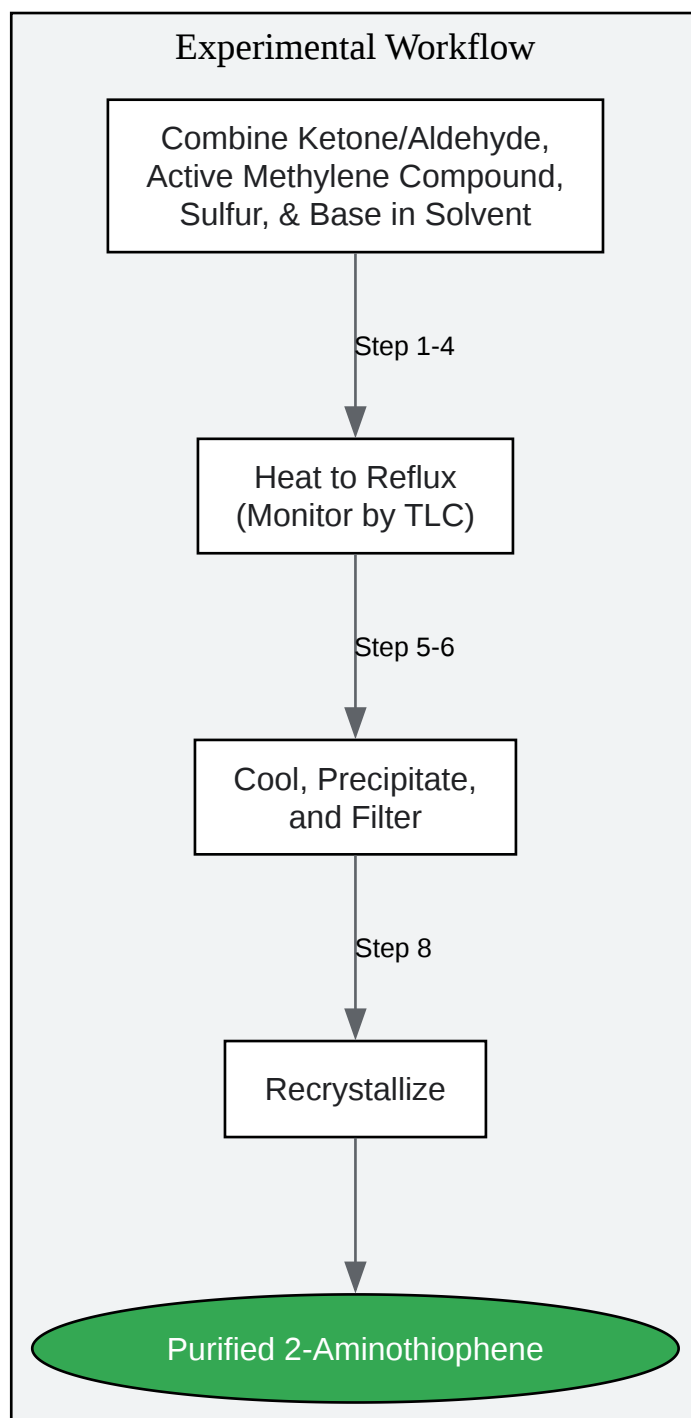 Experimental Workflow
Combine Ketone/Aldehyde,
Active Methylene Compound,
Sulfur, & Base in Solvent
Step 1-4
Heat to Reflux
(Monitor by TLC)
Step 5-6
Cool, Precipitate,
and Filter
Step 8
Recrystallize
Purified 2-Aminothiophene